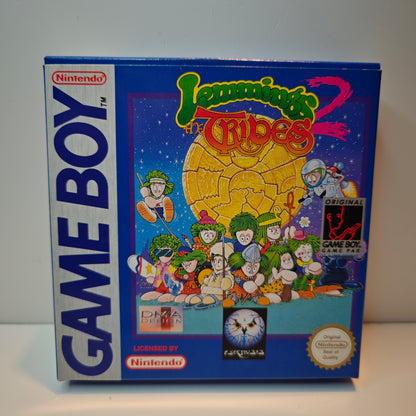 Nintendo
GAME BOY
TM
Lemmings 2
THE TRIBES
ORIGINAL
GAME BOY
GAME PAK
DMA
DESIGN
LICENSED BY
Nintendo
Original
Nintendo
Seal of
Quality